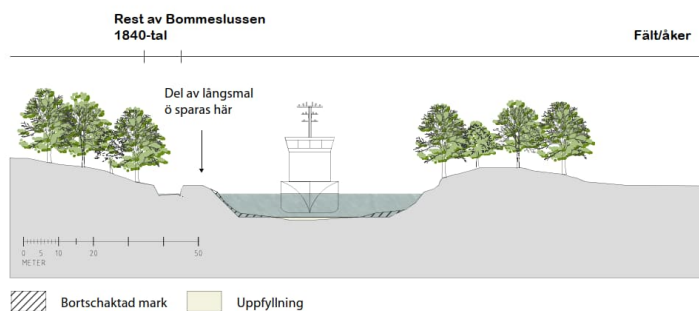 Rest av Bommeslussen
1840-tal
Fält/åker
Del av långsmal
ö sparas här
0 5 10 20 50
METER
Bortschaktad mark
Uppfyllning